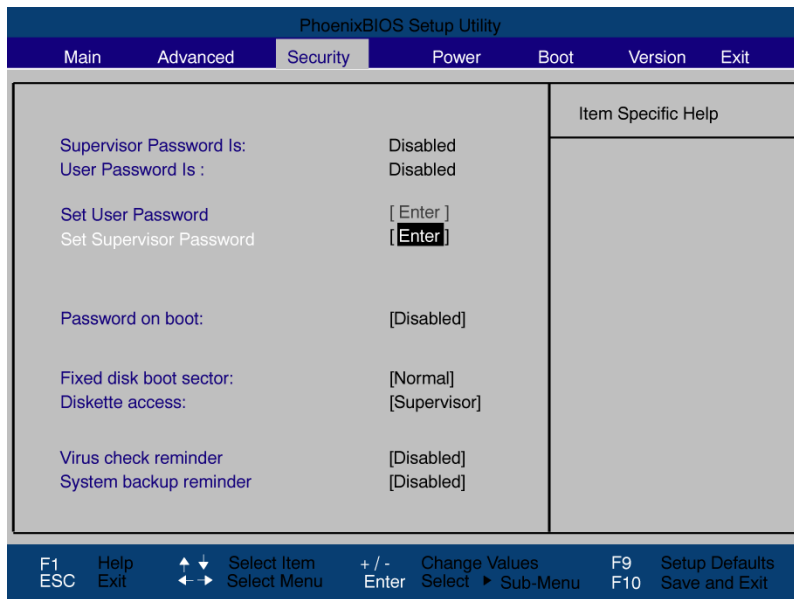 PhoenixBIOS Setup Utility
Main Advanced Security Power Boot Version Exit
Item Specific Help
Supervisor Password Is: Disabled
User Password Is : Disabled
Set User Password [ Enter ]
Set Supervisor Password [ Enter ]
Password on boot: [Disabled]
Fixed disk boot sector: [Normal]
Diskette access: [Supervisor]
Virus check reminder [Disabled]
System backup reminder [Disabled]
F1 Help Select Item + / - Change Values F9 Setup Defaults
ESC Exit Select Menu Enter Select Sub-Menu F10 Save and Exit